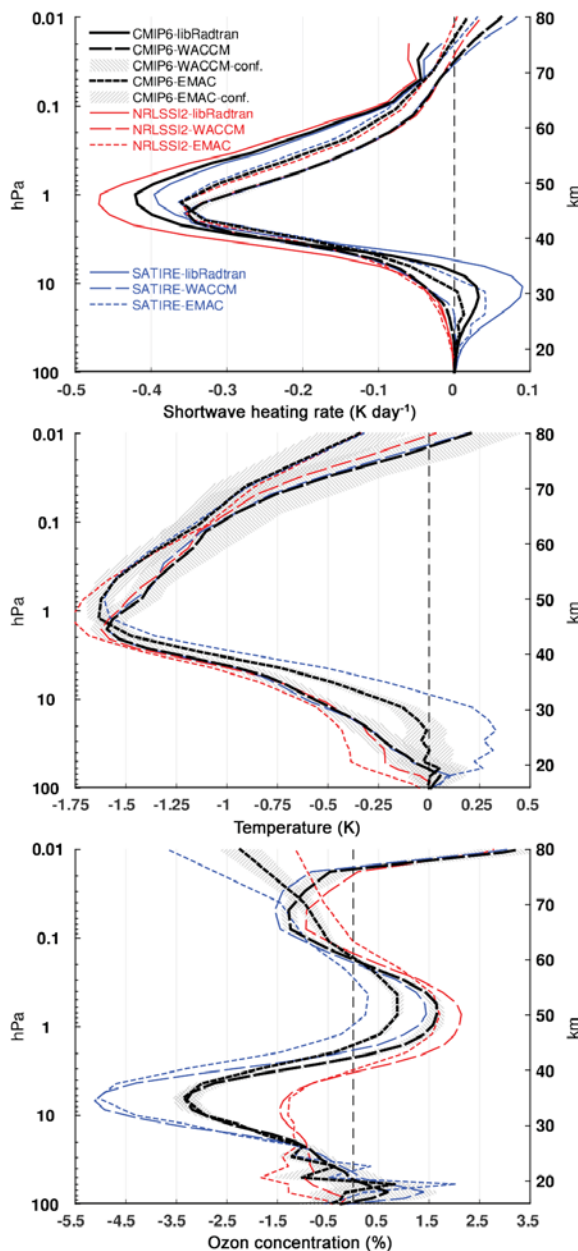 0.01
0.1
1
10
100
hPa
80
70
60
50
40
30
20
km
CMIP6-libRadtran
CMIP6-WACCM
CMIP6-WACCM-conf.
CMIP6-EMAC
CMIP6-EMAC-conf.
NRLSSI2-libRadtran
NRLSSI2-WACCM
NRLSSI2-EMAC
SATIRE-libRadtran
SATIRE-WACCM
SATIRE-EMAC
-0.5 -0.4 -0.3 -0.2 -0.1 0 0.1
Shortwave heating rate (K day⁻¹)
0.01
0.1
1
10
100
hPa
80
70
60
50
40
30
20
km
-1.75 -1.5 -1.25 -1 -0.75 -0.5 -0.25 0 0.25 0.5
Temperature (K)
0.01
0.1
1
10
100
hPa
80
70
60
50
40
30
20
km
-5.5 -4.5 -3.5 -2.5 -1.5 -0.5 0.5 1.5 2.5 3.5
Ozon concentration (%)